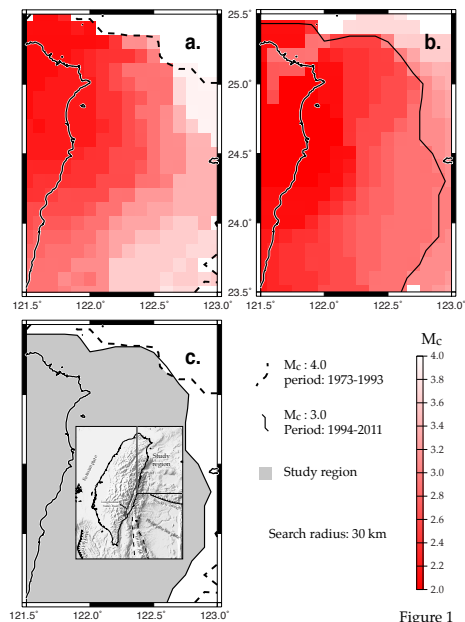 a.
b.
25.5°
25.0°
24.5°
24.0°
23.5°
121.5°
122.0°
122.5°
123.0°
121.5°
122.0°
122.5°
123.0°
c.
Study
region
121.5°
122.0°
122.5°
123.0°
Mc : 4.0
period: 1973-1993
Mc : 3.0
Period: 1994-2011
Study region
Search radius: 30 km
Mc
4.0
3.8
3.6
3.4
3.2
3.0
2.8
2.6
2.4
2.2
2.0
Figure 1